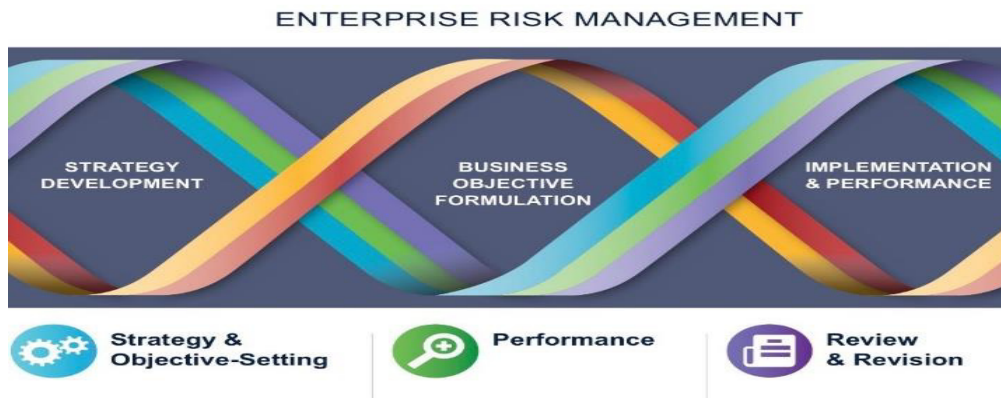 ENTERPRISE RISK MANAGEMENT
STRATEGY
DEVELOPMENT
BUSINESS
OBJECTIVE
FORMULATION
IMPLEMENTATION
& PERFORMANCE
Strategy &
Objective-Setting
Performance
Review
& Revision